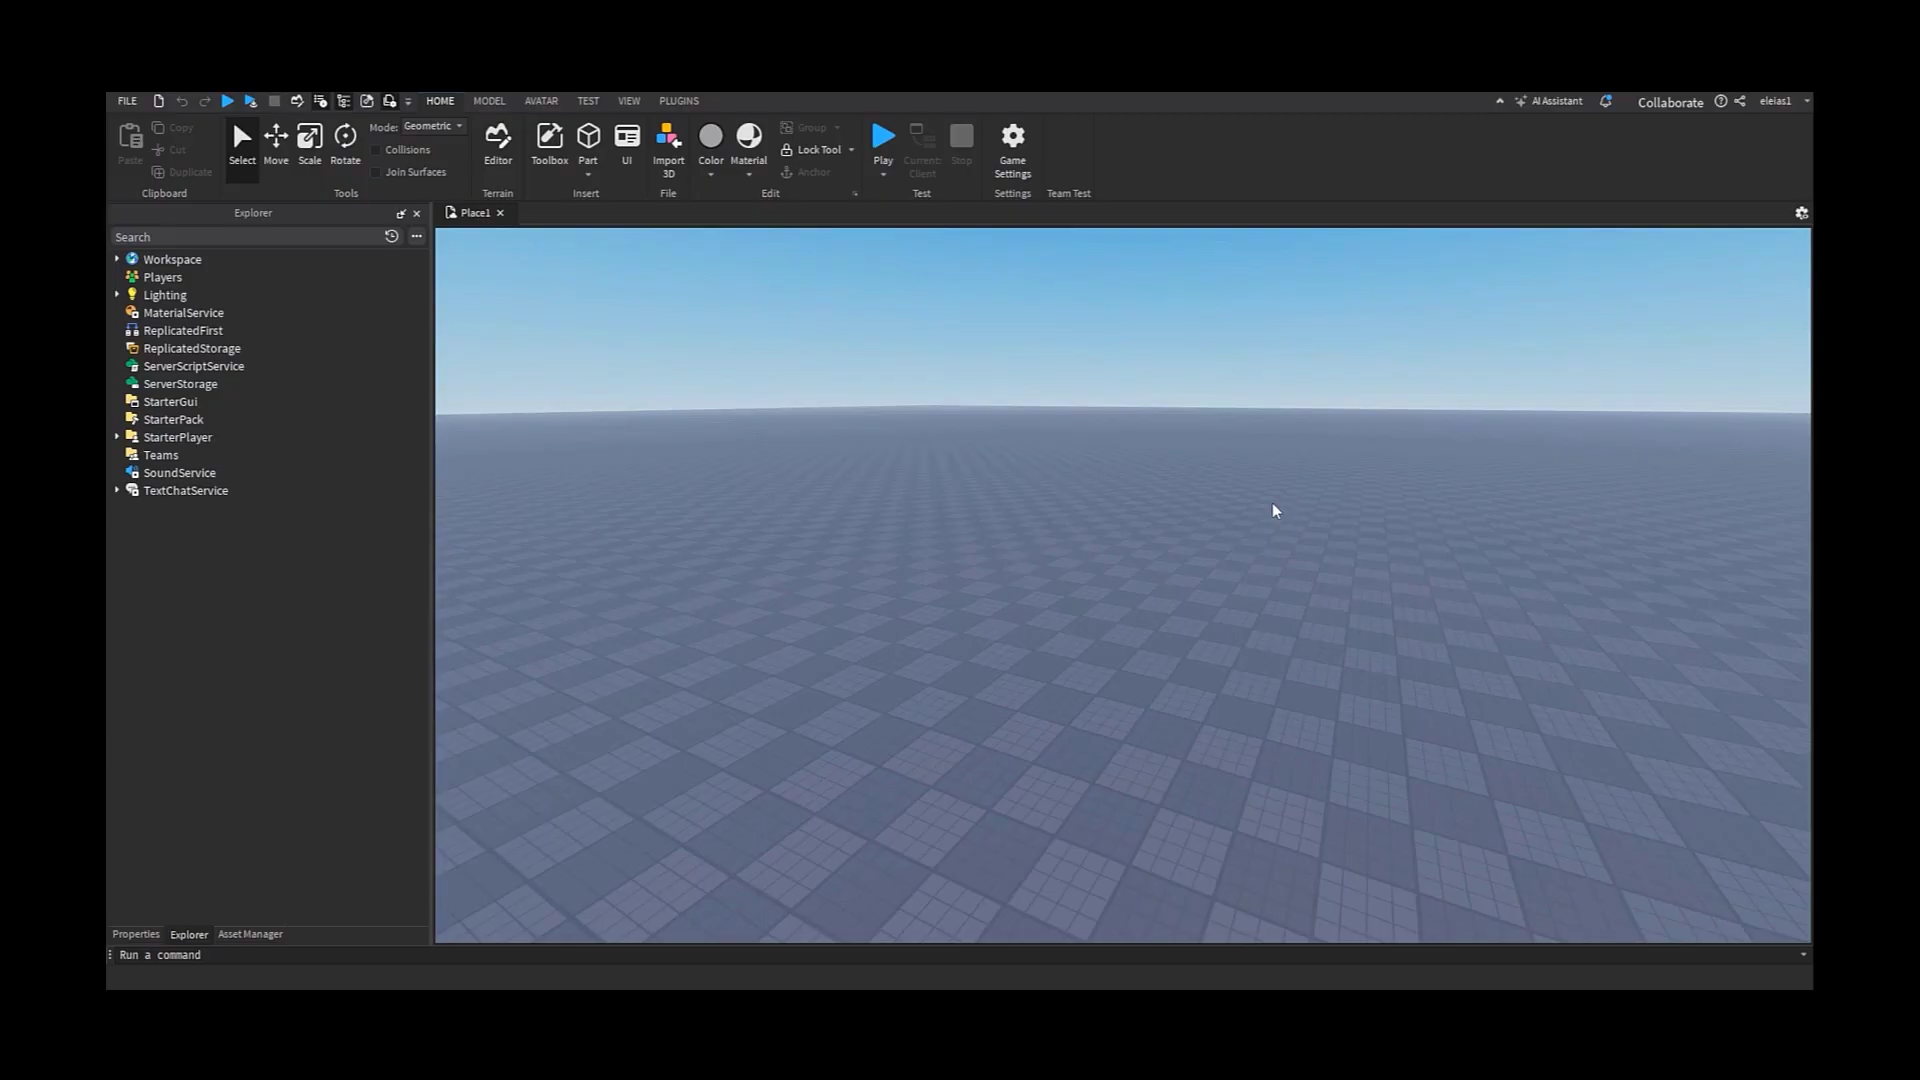 FILE HOME MODEL AVATAR TEST VIEW PLUGINS AI Assistant Collaborate eleias1
Paste
Copy
Cut
Duplicate
Clipboard
Select Move Scale Rotate
Mode: Geometric
Collisions
Join Surfaces
Tools
Editor
Terrain
Toolbox Part UI
Insert
Import
3D
File
Color Material
Group
Lock Tool
Anchor
Edit
Play
Current:
Client
Stop
Test
Game
Settings
Settings
Team Test
Explorer
Place1
Search
Workspace
Players
Lighting
MaterialService
ReplicatedFirst
ReplicatedStorage
ServerScriptService
ServerStorage
StarterGui
StarterPack
StarterPlayer
Teams
SoundService
TextChatService
Properties Explorer Asset Manager
Run a command